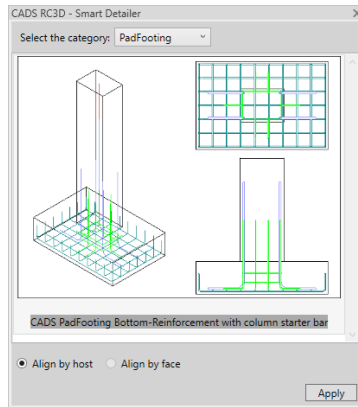 CADS RC3D - Smart Detailer
Select the category: PadFooting
CADS PadFooting Bottom-Reinforcement with column starter bar
Align by host Align by face
Apply